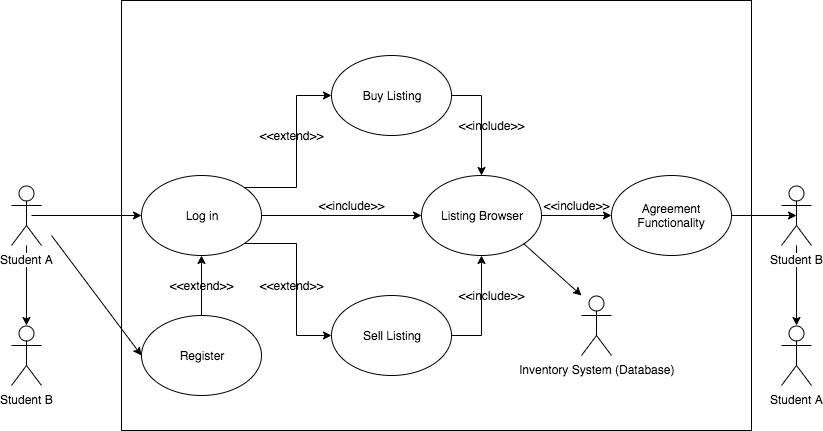 Buy Listing
<<extend>>
<<include>>
Log in
<<include>>
Listing Browser
<<include>>
Agreement
Functionality
Student A
Student B
<<extend>>
<<extend>>
<<include>>
Register
Sell Listing
Inventory System (Database)
Student B
Student A